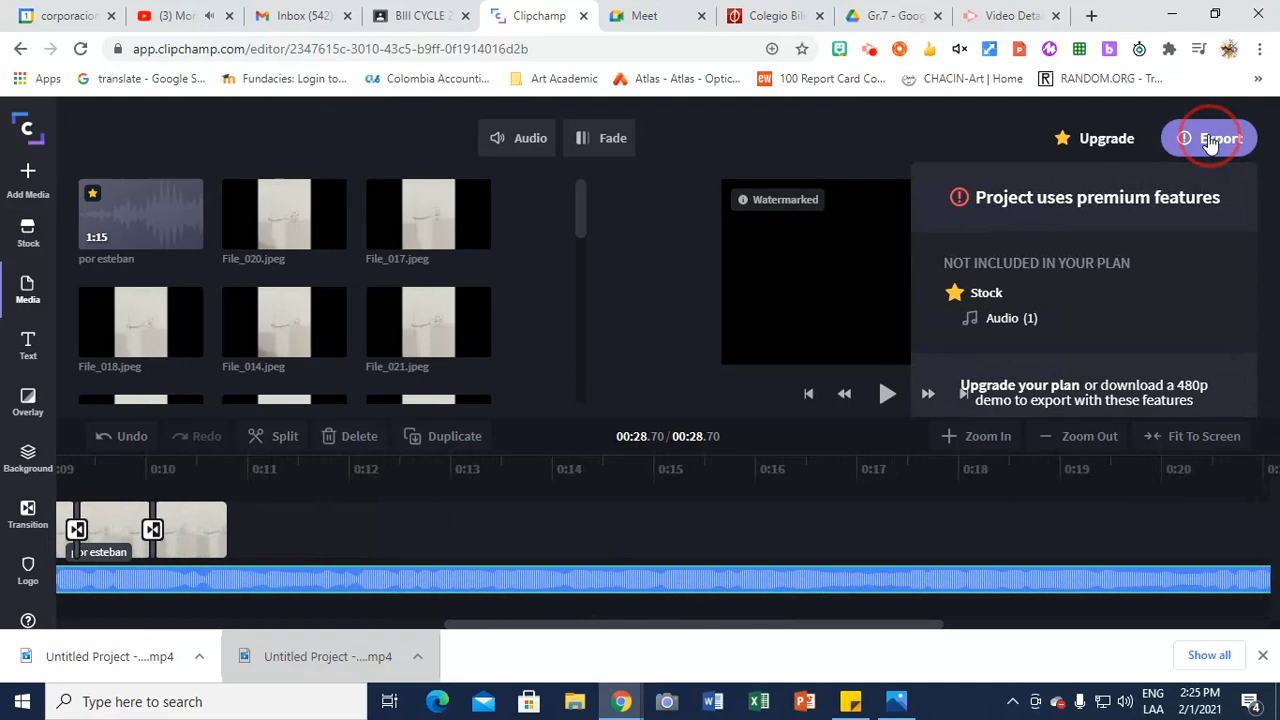 corporacion
(3) Mor
Inbox (542)
BIII CYCLE 2
Clipchamp
Meet
Colegio Bili
Gr.7 - Goog
Video Deta
app.clipchamp.com/editor/2347615c-3010-43c5-b9ff-0f1914016d2b
Apps
translate - Google S...
Fundacies: Login to...
Colombia Accounti...
Art Academic
Atlas - Atlas - Optic...
100 Report Card Co...
CHACIN-Art | Home
RANDOM.ORG - Tr...
»
Audio
Fade
Upgrade
Export
Add Media
Stock
Media
Text
Overlay
Background
Transition
Logo
1:15
por esteban
File_020.jpeg
File_017.jpeg
File_018.jpeg
File_014.jpeg
File_021.jpeg
Watermarked
Project uses premium features
NOT INCLUDED IN YOUR PLAN
Stock
Audio (1)
Upgrade your plan or download a 480p
demo to export with these features
Undo
Redo
Split
Delete
Duplicate
00:28.70 / 00:28.70
Zoom In
Zoom Out
Fit To Screen
:09 0:10 0:11 0:12 0:13 0:14 0:15 0:16 0:17 0:18 0:19 0:20
por esteban
Untitled Project -....mp4
Untitled Project -....mp4
Show all
Type here to search
ENG
LAA
2:25 PM
2/1/2021
4